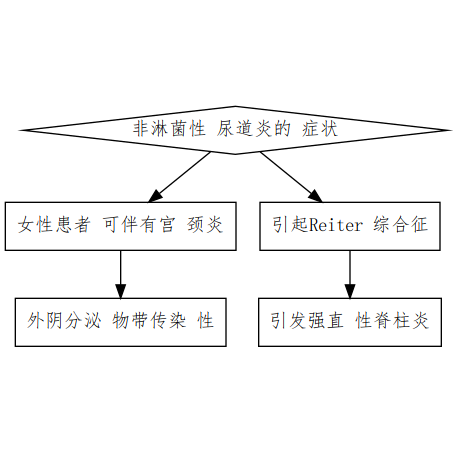 非淋菌性 尿道炎的 症状
女性患者 可伴有宫 颈炎
引起Reiter 综合征
外阴分泌 物带传染 性
引发强直 性脊柱炎